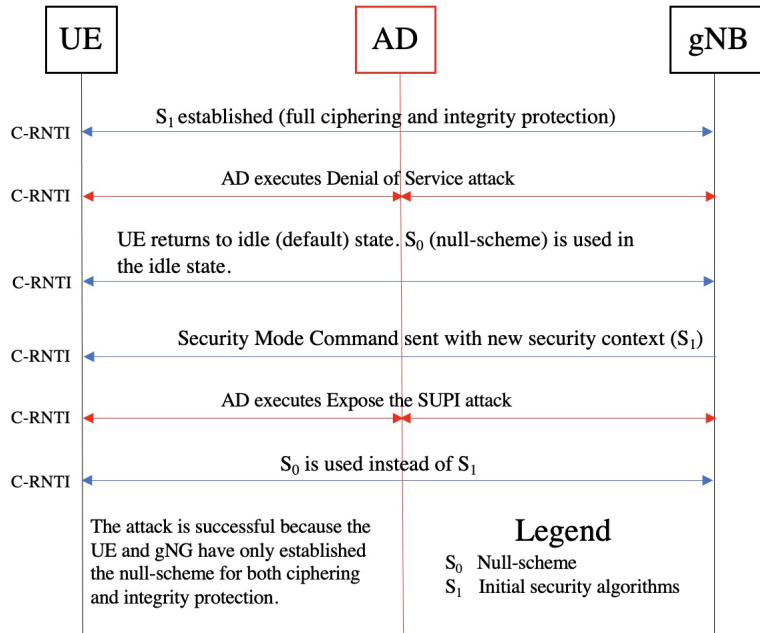 UE
AD
gNB
S₁ established (full ciphering and integrity protection)
C-RNTI
AD executes Denial of Service attack
C-RNTI
UE returns to idle (default) state. S₀ (null-scheme) is used in
the idle state.
C-RNTI
Security Mode Command sent with new security context (S₁)
C-RNTI
AD executes Expose the SUPI attack
C-RNTI
S₀ is used instead of S₁
C-RNTI
The attack is successful because the
UE and gNG have only established
the null-scheme for both ciphering
and integrity protection.
Legend
S₀ Null-scheme
S₁ Initial security algorithms